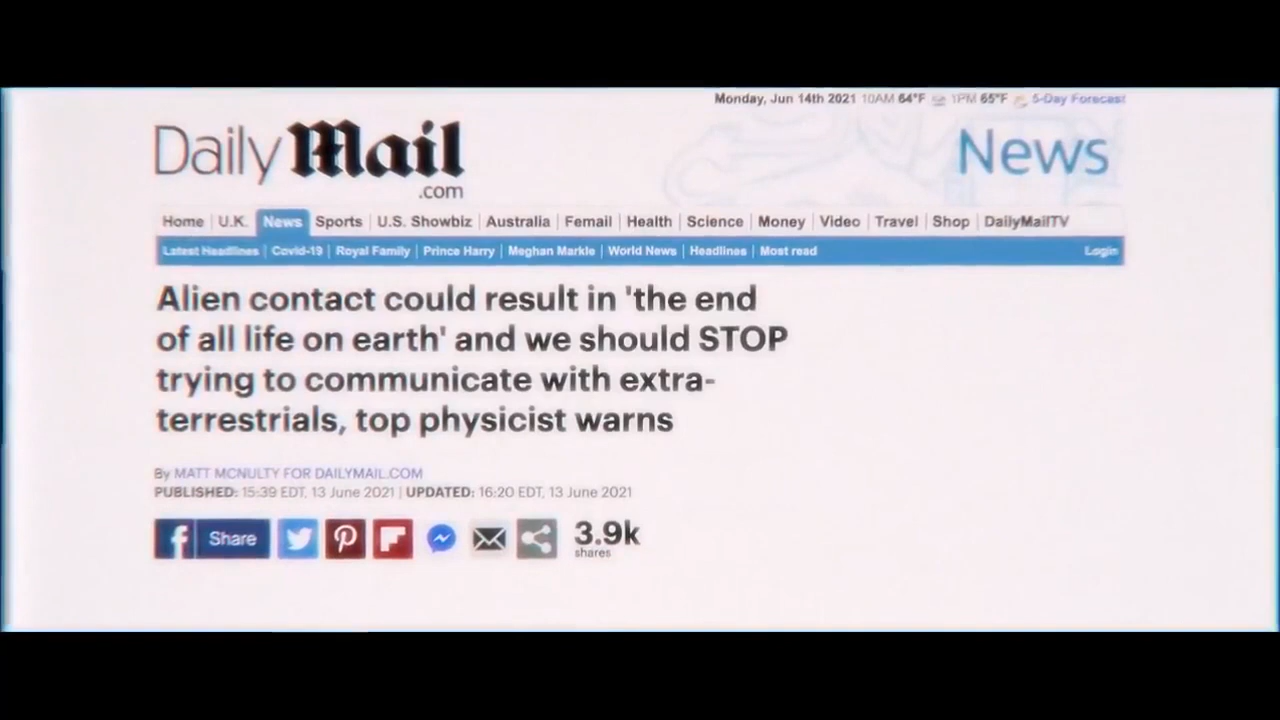 Monday, Jun 14th 2021 10AM 64°F 1PM 65°F 5-Day Forecast
Daily Mail
.com
News
Home U.K. News Sports U.S. Showbiz Australia Femail Health Science Money Video Travel Shop DailyMailTV
Latest Headlines Covid-19 Royal Family Prince Harry Meghan Markle World News Headlines Most read Login
Alien contact could result in 'the end
of all life on earth' and we should STOP
trying to communicate with extra-
terrestrials, top physicist warns
By MATT MCNULTY FOR DAILYMAIL.COM
PUBLISHED: 15:39 EDT, 13 June 2021 | UPDATED: 16:20 EDT, 13 June 2021
f Share 3.9k
shares